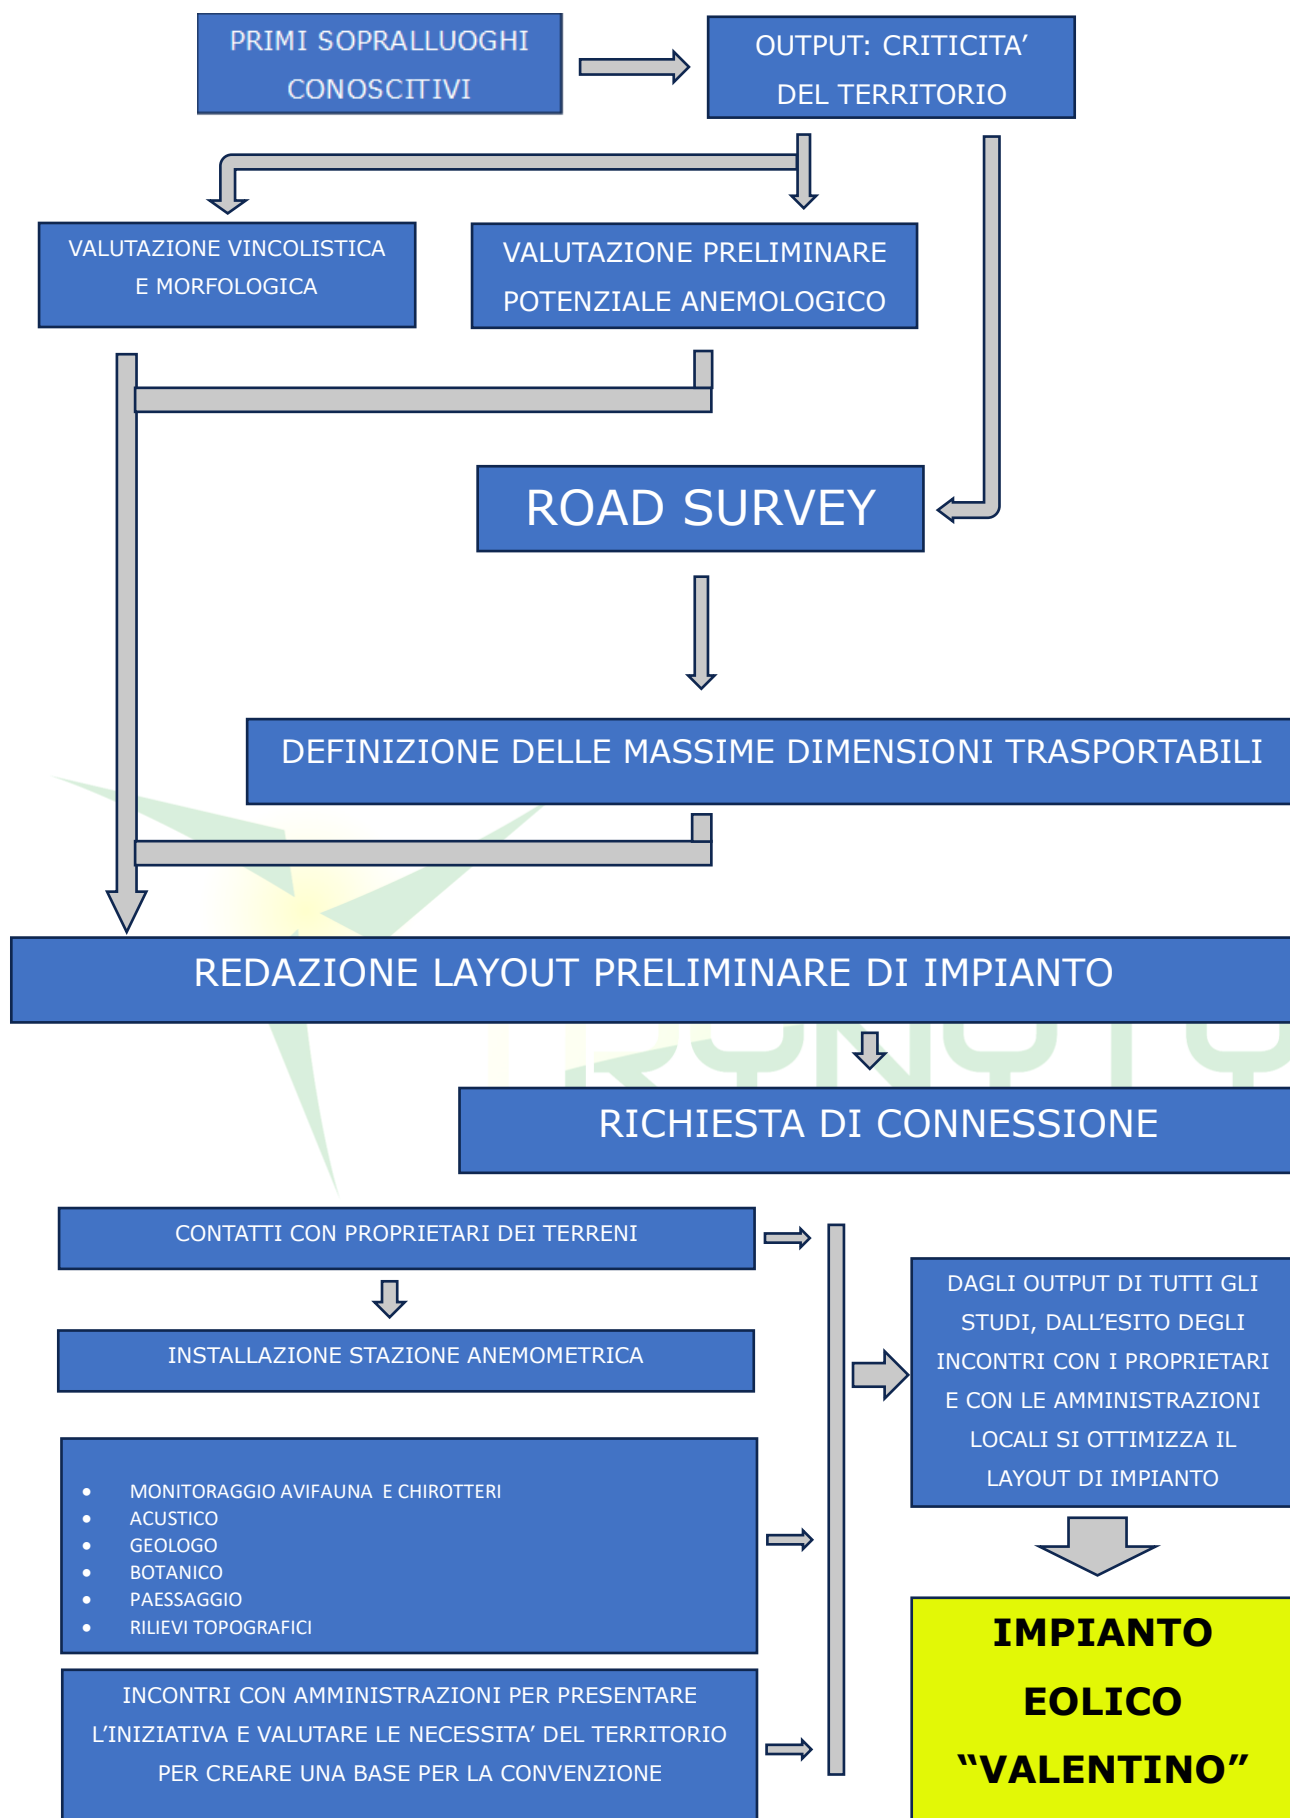 PRIMI SOPRALLUOGHI
CONOSCITIVI
OUTPUT: CRITICITA’
DEL TERRITORIO
VALUTAZIONE VINCOLISTICA
E MORFOLOGICA
VALUTAZIONE PRELIMINARE
POTENZIALE ANEMOLOGICO
ROAD SURVEY
DEFINIZIONE DELLE MASSIME DIMENSIONI TRASPORTABILI
REDAZIONE LAYOUT PRELIMINARE DI IMPIANTO
RICHIESTA DI CONNESSIONE
CONTATTI CON PROPRIETARI DEI TERRENI
INSTALLAZIONE STAZIONE ANEMOMETRICA
• MONITORAGGIO AVIFAUNA E CHIROTTERI
• ACUSTICO
• GEOLOGO
• BOTANICO
• PAESSAGGIO
• RILIEVI TOPOGRAFICI
INCONTRI CON AMMINISTRAZIONI PER PRESENTARE
L’INIZIATIVA E VALUTARE LE NECESSITA’ DEL TERRITORIO
PER CREARE UNA BASE PER LA CONVENZIONE
DAGLI OUTPUT DI TUTTI GLI
STUDI, DALL’ESITO DEGLI
INCONTRI CON I PROPRIETARI
E CON LE AMMINISTRAZIONI
LOCALI SI OTTIMIZZA IL
LAYOUT DI IMPIANTO
IMPIANTO
EOLICO
“VALENTINO”